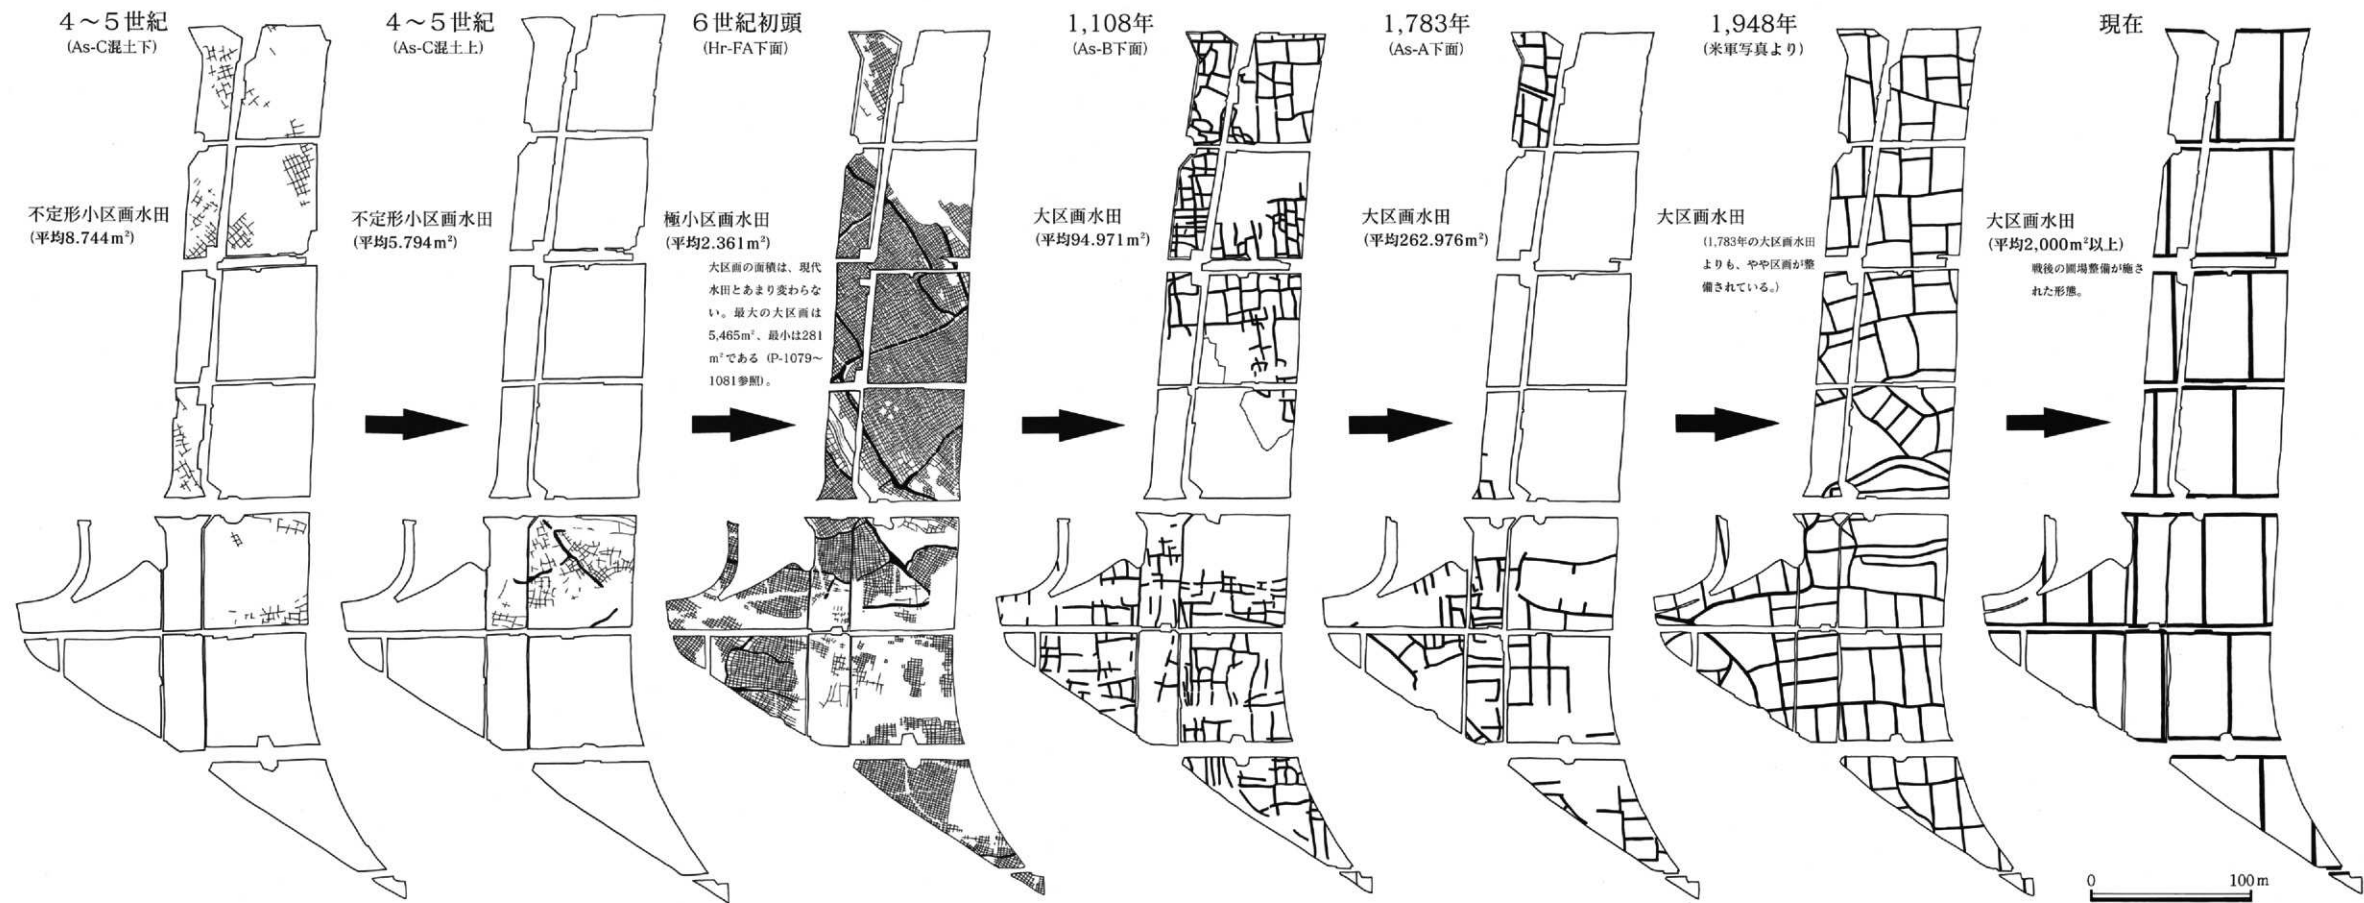 4〜5世紀
(As-C混土下)
不定形小区画水田
(平均8.744m²)
4〜5世紀
(As-C混土上)
不定形小区画水田
(平均5.794m²)
6世紀初頭
(Hr-FA下面)
極小区画水田
(平均2.361m²)
大区画の面積は、現代
水田とあまり変わらな
い。最大の大区画は
5,465m²、最小は281
m²である (P-1079〜
1081参照)。
1,108年
(As-B下面)
大区画水田
(平均94.971m²)
1,783年
(As-A下面)
大区画水田
(平均262.976m²)
1,948年
(米軍写真より)
大区画水田
(1,783年の大区画水田
よりも、やや区画が整
備されている。)
現在
大区画水田
(平均2,000m²以上)
戦後の圃場整備が施さ
れた形態。
0 100m